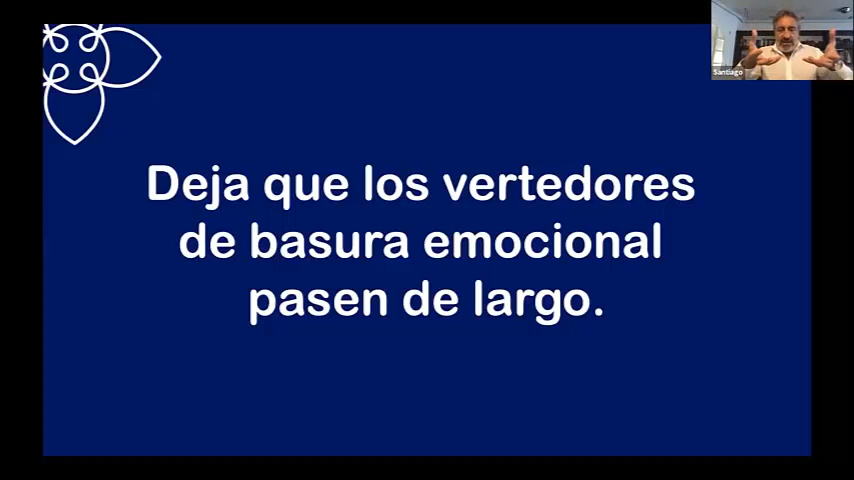 Santiago
Deja que los vertedores
de basura emocional
pasen de largo.